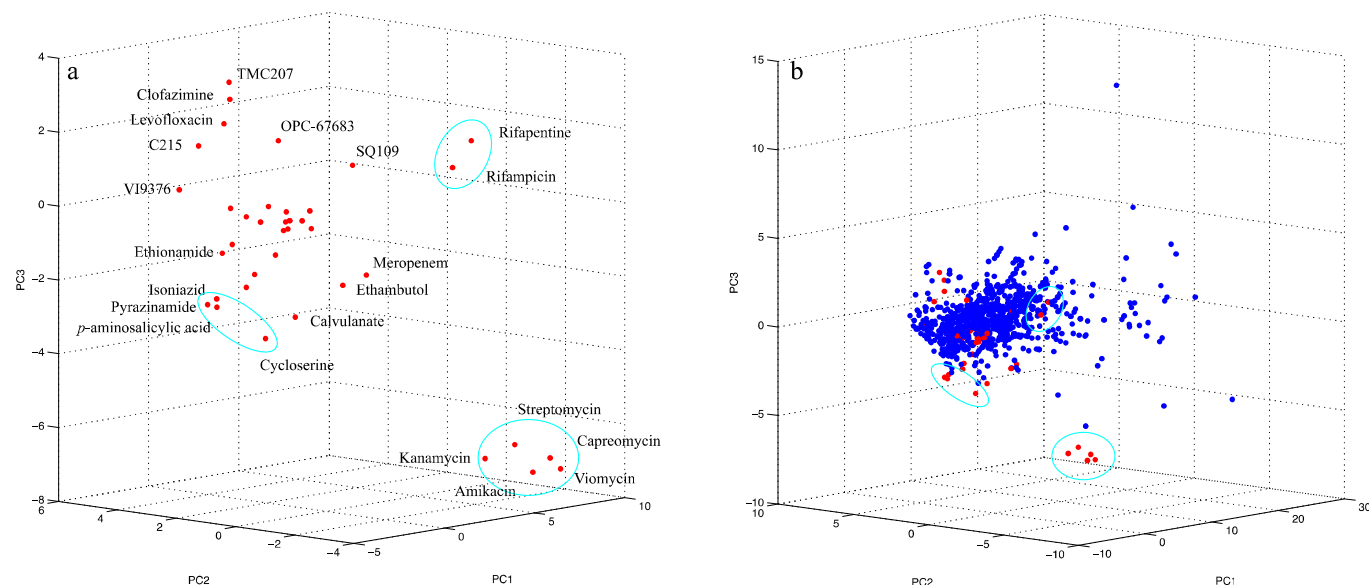 a
TMC207
Clofazimine
Levofloxacin
OPC-67683
C215
SQ109
VI9376
Rifapentine
Rifampicin
Ethionamide
Meropenem
Ethambutol
Isoniazid
Pyrazinamide
Calvulanate
p-aminosalicylic acid
Cycloserine
Streptomycin
Capreomycin
Kanamycin
Viomycin
Amikacin
4
2
0
−2
−4
−6
−8
PC3
6
4
2
0
−2
−4
PC2
−5
0
5
10
PC1
b
15
10
5
0
−5
−10
PC3
10
5
0
−5
−10
PC2
−10
0
10
20
30
PC1